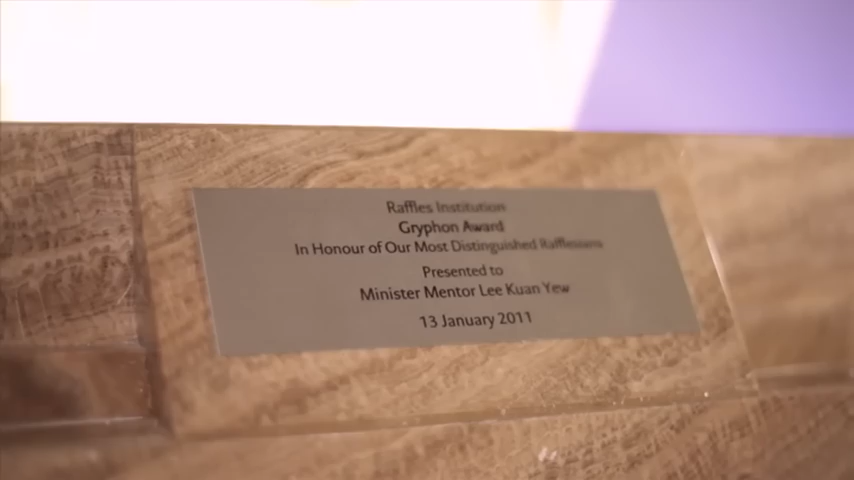 Raffles Institution
Gryphon Award
In Honour of Our Most Distinguished Rafflesians
Presented to
Minister Mentor Lee Kuan Yew
13 January 2011